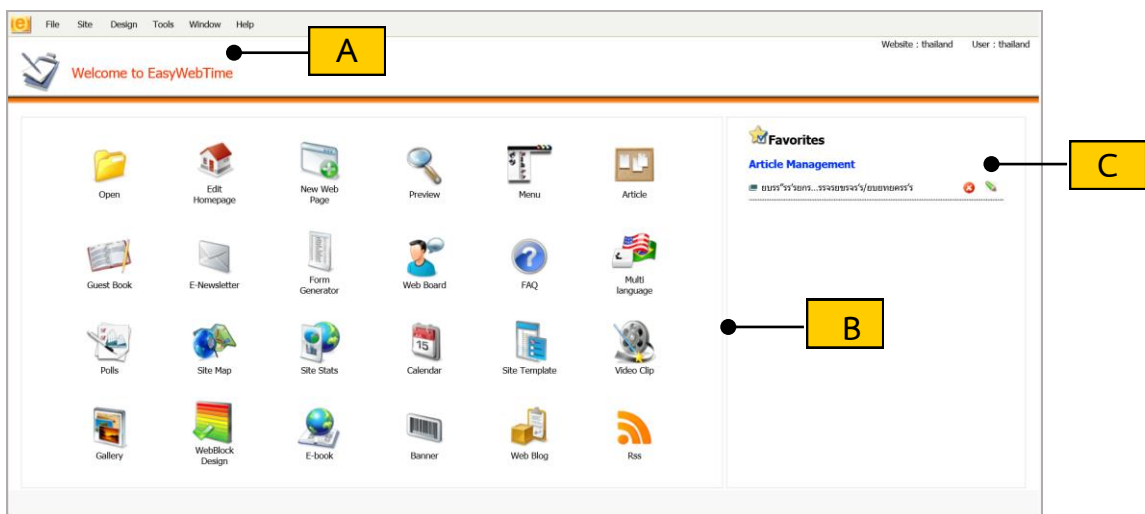 File Site Design Tools Window Help
A
Website : thailand User : thailand
Welcome to EasyWebTime
Favorites
C
Article Management
Open
Edit
Homepage
New Web
Page
Preview
Menu
Article
Guest Book
E-Newsletter
Form
Generator
Web Board
FAQ
Multi
language
B
Polls
Site Map
Site Stats
Calendar
15
Site Template
Video Clip
Gallery
WebBlock
Design
E-book
Banner
Web Blog
Rss